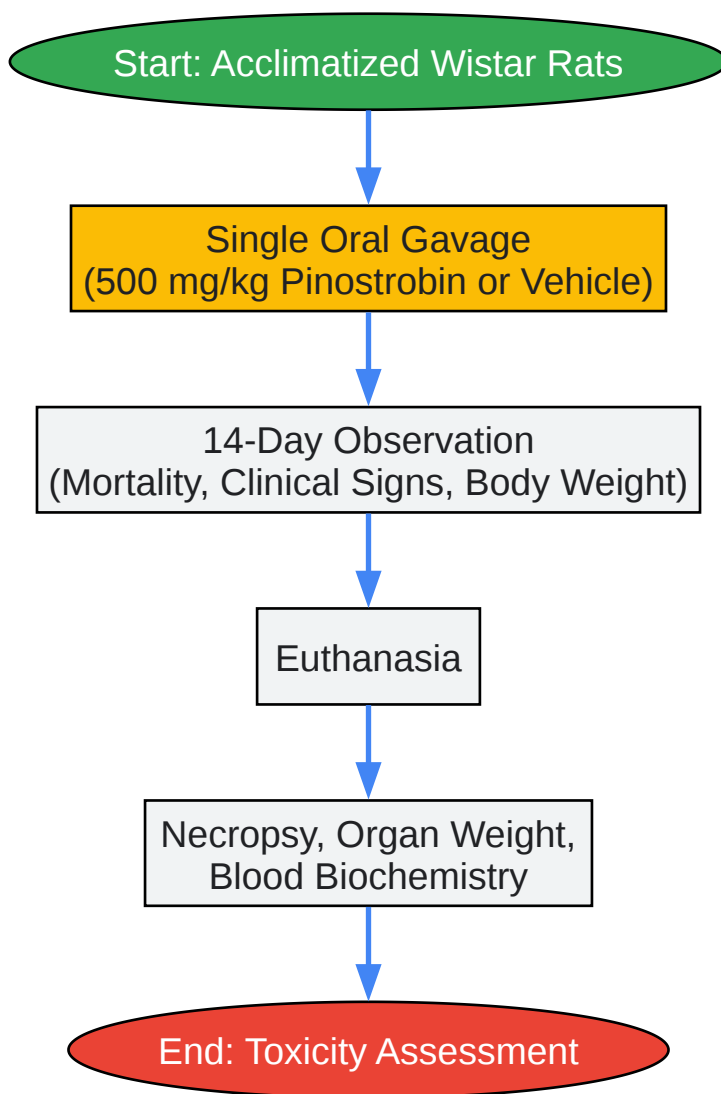 Start: Acclimatized Wistar Rats
Single Oral Gavage
(500 mg/kg Pinostrobin or Vehicle)
14-Day Observation
(Mortality, Clinical Signs, Body Weight)
Euthanasia
Necropsy, Organ Weight,
Blood Biochemistry
End: Toxicity Assessment